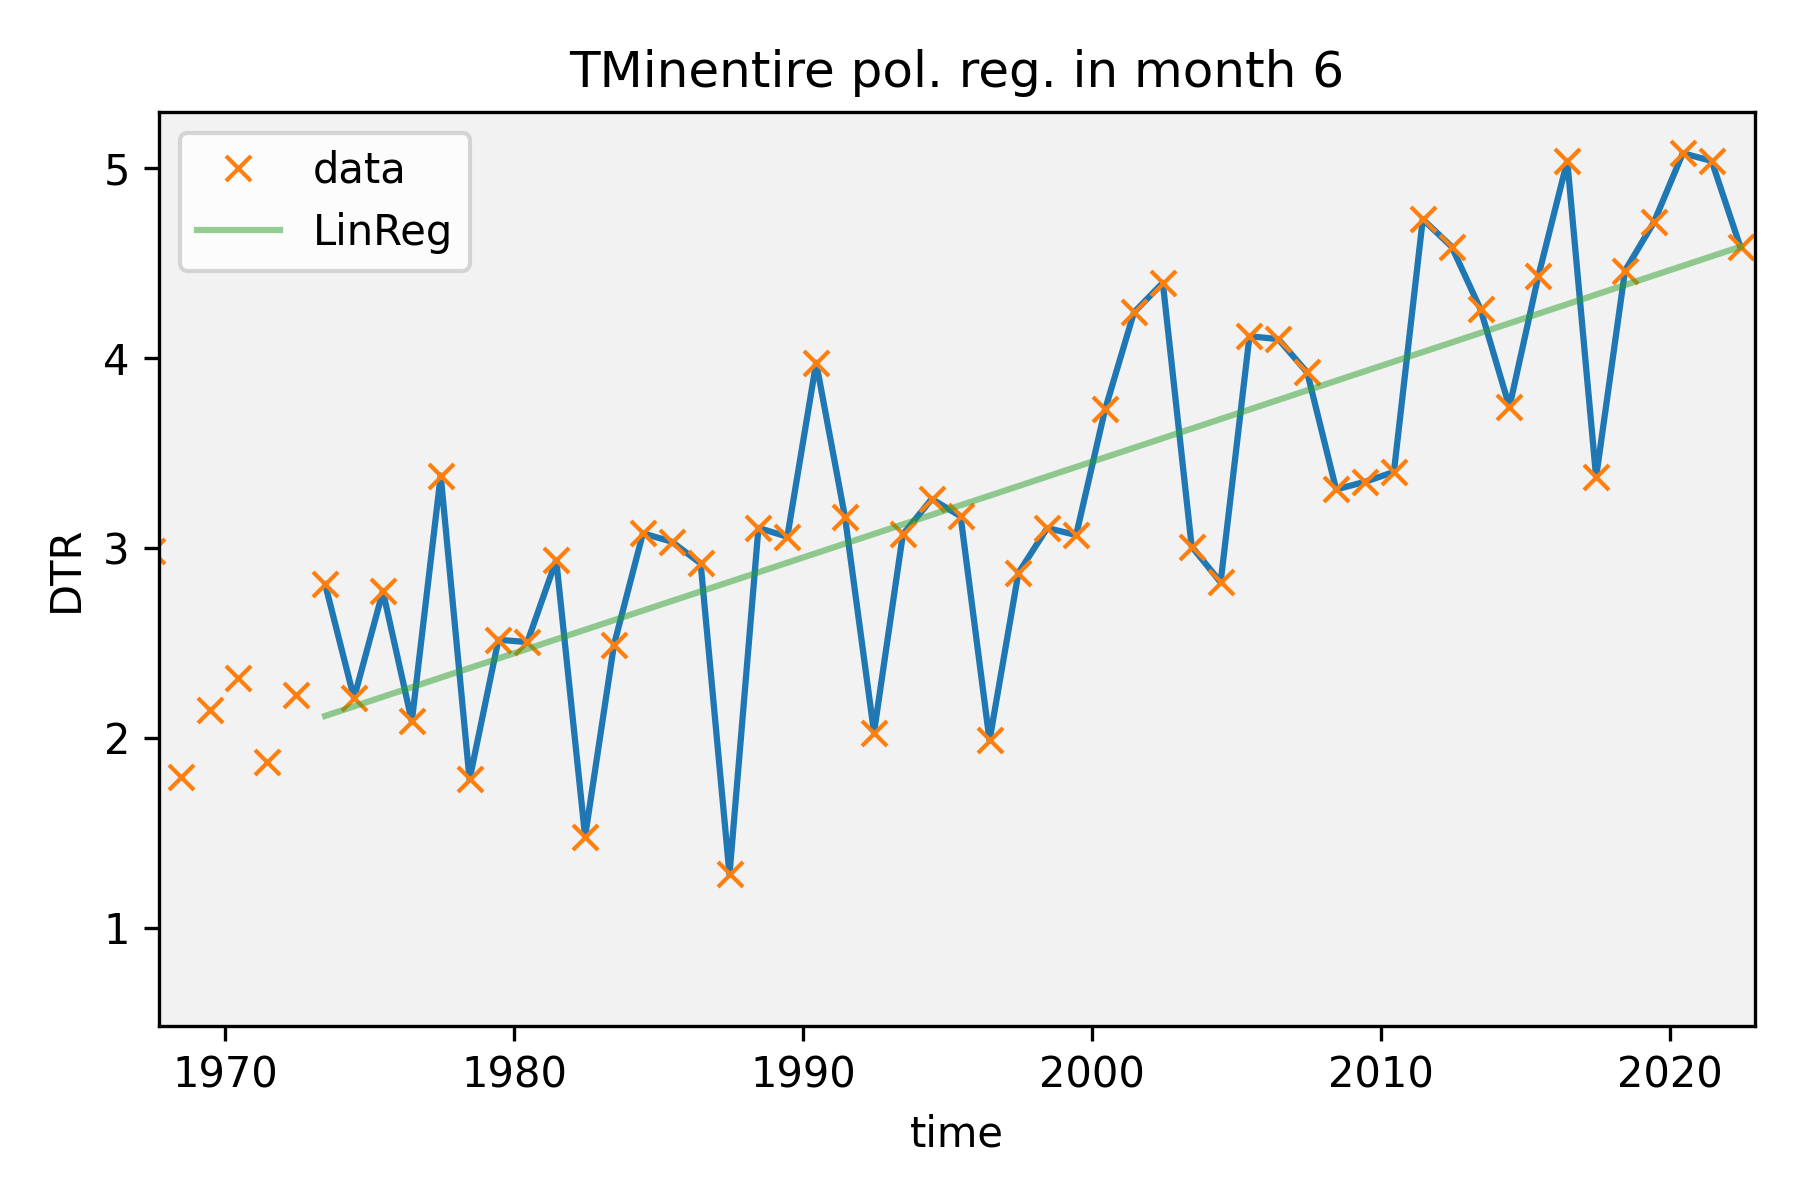 TMinentire pol. reg. in month 6
data
LinReg
DTR
5
4
3
2
1
1970 1980 1990 2000 2010 2020
time